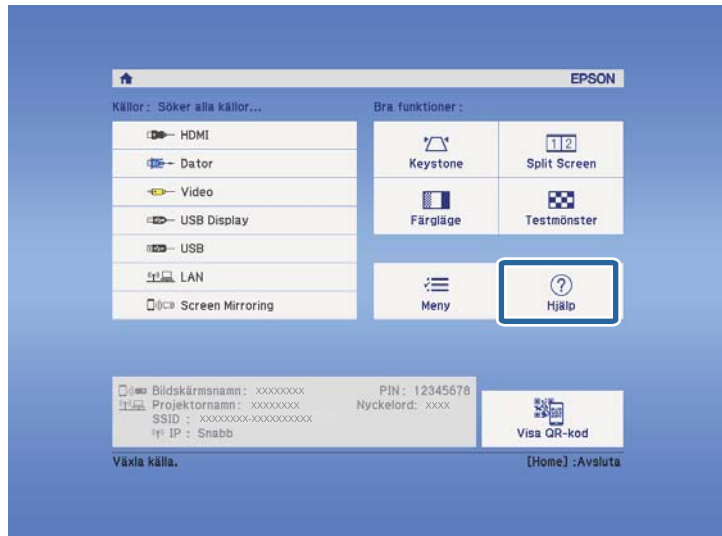 EPSON
Källor : Söker alla källor...
HDMI
Dator
Video
USB Display
USB
LAN
Screen Mirroring
Bra funktioner :
Keystone
Split Screen
1 2
Färgläge
Testmönster
Meny
Hjälp
?
Bildskärmsnamn : xxxxxxxx
PIN : 12345678
Projektornamn : xxxxxxxx
Nyckelord: xxxx
SSID : xxxxxxxx-xxxxxxxxxx
IP : Snabb
Visa QR-kod
Växla källa.
[Home] :Avsluta